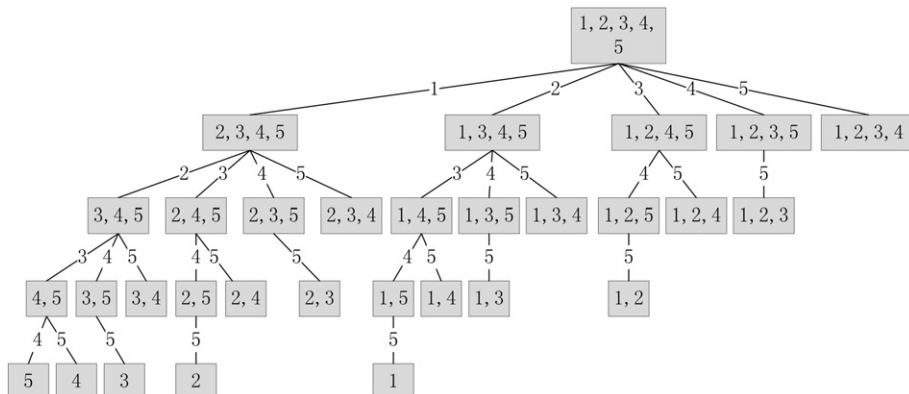 1, 2, 3, 4,
5
1 2 3 4 5
2, 3, 4, 5 1, 3, 4, 5 1, 2, 4, 5 1, 2, 3, 5 1, 2, 3, 4
2 3 4 5 3 4 5 4 5 5
3, 4, 5 2, 4, 5 2, 3, 5 2, 3, 4 1, 4, 5 1, 3, 5 1, 3, 4 1, 2, 5 1, 2, 4 1, 2, 3
3 4 5 4 5 5 4 5 5 5
4, 5 3, 5 3, 4 2, 5 2, 4 2, 3 1, 5 1, 4 1, 3 1, 2
4 5 5 5 5
5 4 3 2 1